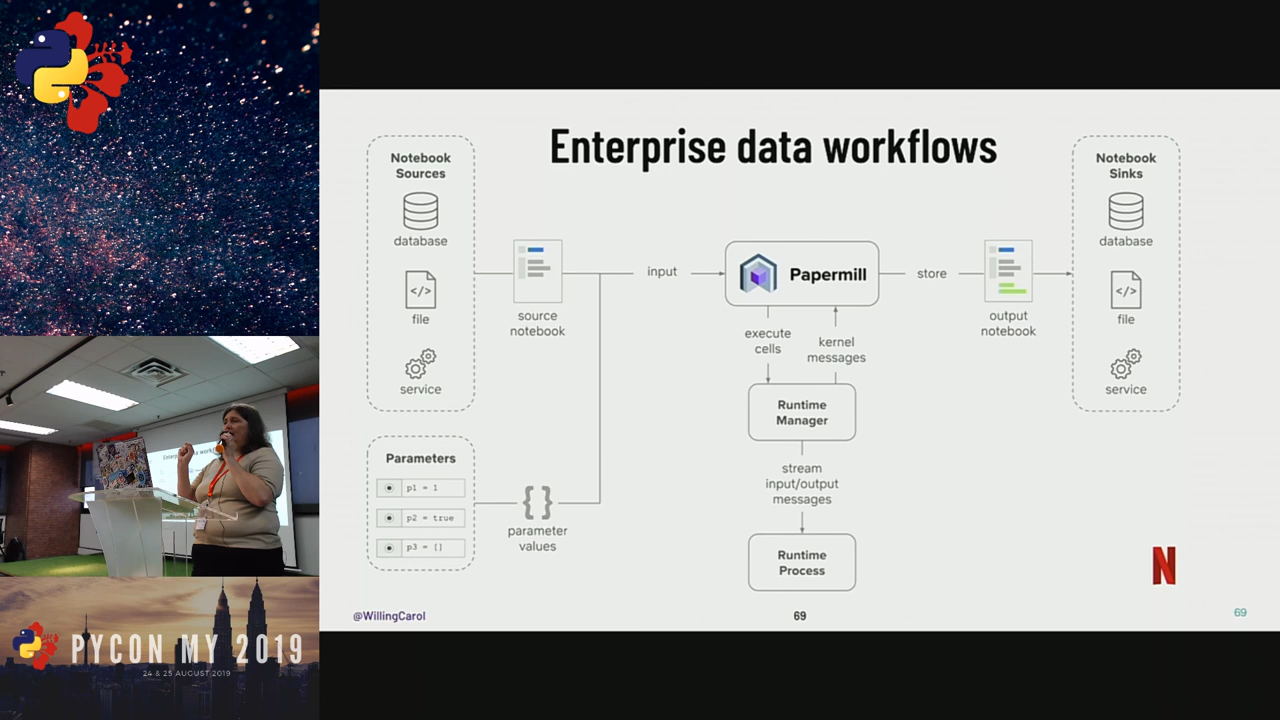 Enterprise data workflows
Notebook
Sources
database
</>
file
service
source
notebook
input
Papermill
store
output
notebook
Notebook
Sinks
database
</>
file
service
execute
cells
kernel
messages
Runtime
Manager
stream
input/output
messages
Runtime
Process
Parameters
p1 = 1
p2 = true
p3 = []
{ }
parameter
values
N
@WillingCarol
69
69
PYCON MY 2019
24 & 25 AUGUST 2019